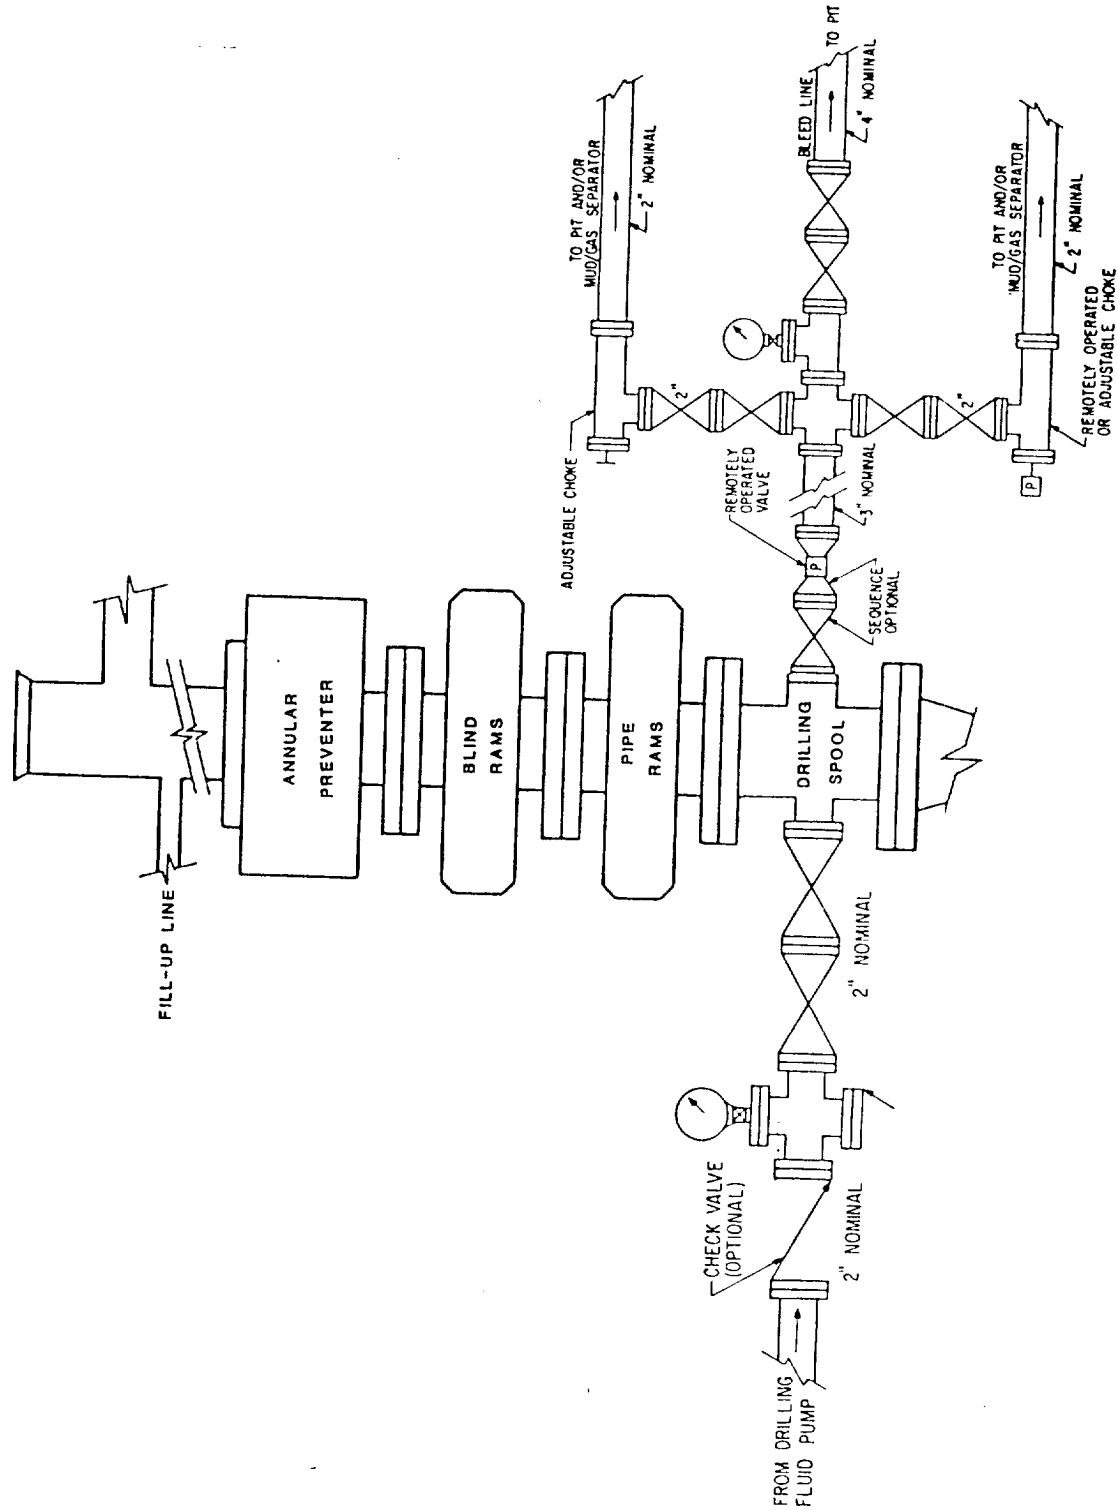 FILL-UP LINE
ANNULAR
PREVENTER
BLIND
RAMS
PIPE
RAMS
DRILLING
SPOOL
ADJUSTABLE CHOKE
TO PIT AND/OR
MUD/GAS SEPARATOR
2" NOMINAL
2"
REMOTELY
OPERATED
VALVE
P
SEQUENCE
OPTIONAL
3" NOMINAL
BLEED LINE
TO PIT
4" NOMINAL
2"
TO PIT AND/OR
MUD/GAS SEPARATOR
2" NOMINAL
REMOTELY OPERATED
OR ADJUSTABLE CHOKE
P
2" NOMINAL
CHECK VALVE
(OPTIONAL)
2" NOMINAL
FROM DRILLING
FLUID PUMP